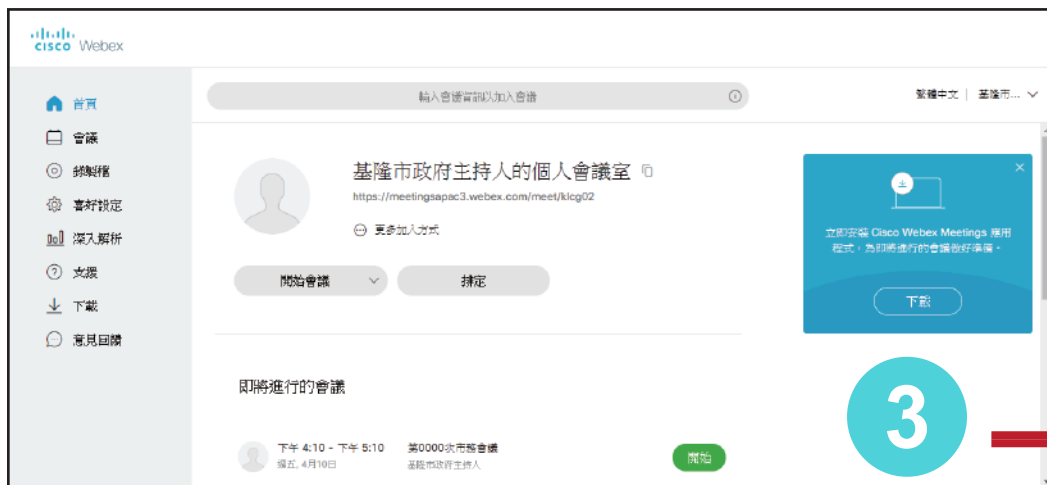 CISCO Webex
首頁
會議
錄製檔
喜好設定
深入解析
支援
下載
意見回饋
輸入會議資訊以加入會議
繁體中文 | 基隆市...
基隆市政府主持人的個人會議室
https://meetingsapac3.webex.com/meet/klcg02
更多加入方式
開始會議
排定
立即安裝 Cisco Webex Meetings 應用
程式，為即將進行的會議做好準備。
下載
即將進行的會議
下午 4:10 - 下午 5:10
週五, 4月10日
第0000次市務會議
基隆市政府主持人
開始
3